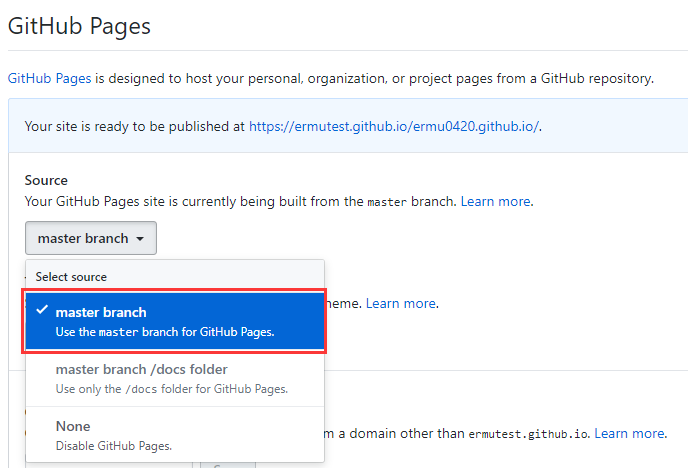 GitHub Pages
GitHub Pages is designed to host your personal, organization, or project pages from a GitHub repository.
Your site is ready to be published at https://ermutest.github.io/ermu0420.github.io/.
Source
Your GitHub Pages site is currently being built from the master branch. Learn more.
master branch
Select source
master branch
Use the master branch for GitHub Pages.
heme. Learn more.
master branch /docs folder
Use only the /docs folder for GitHub Pages.
None
m a domain other than ermutest.github.io. Learn more.
Disable GitHub Pages.